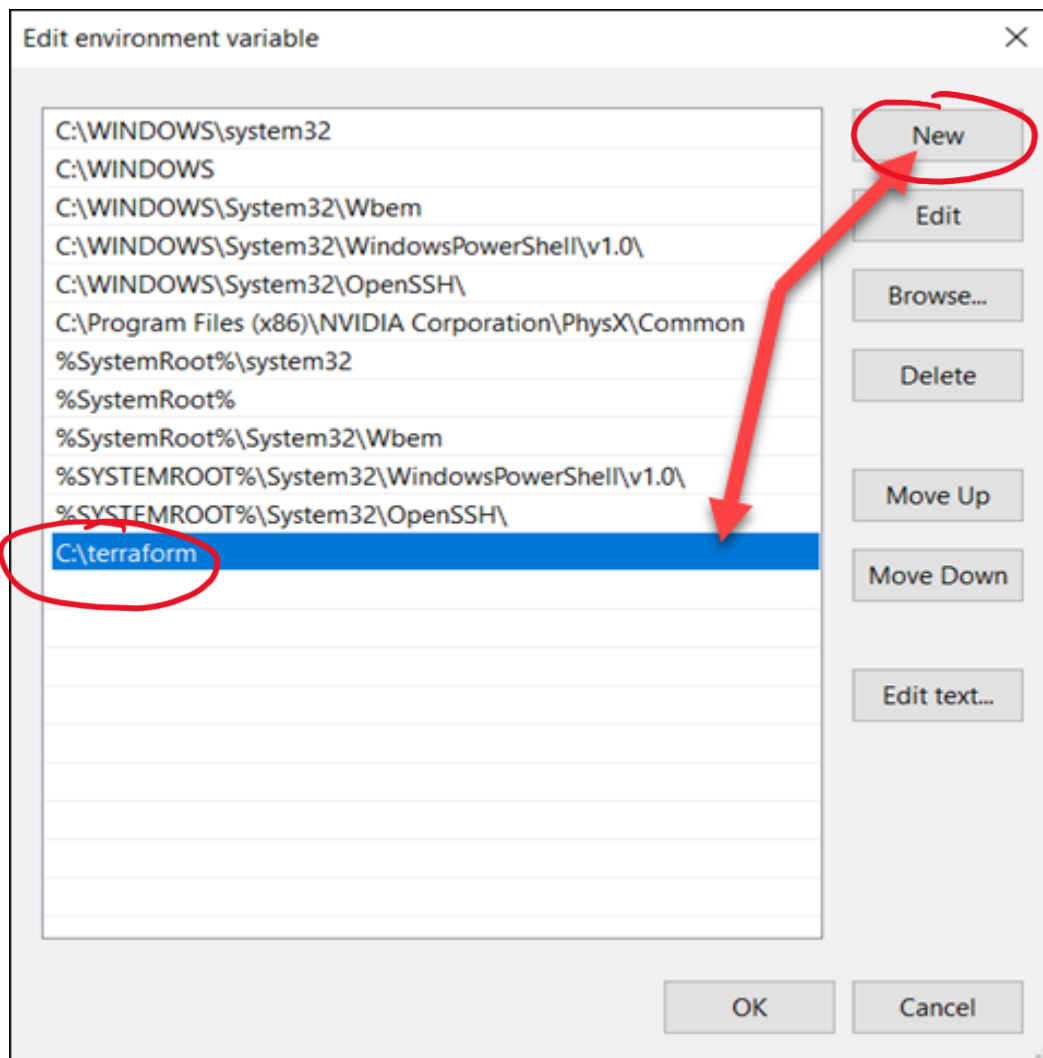 Edit environment variable
C:\WINDOWS\system32
C:\WINDOWS
C:\WINDOWS\System32\Wbem
C:\WINDOWS\System32\WindowsPowerShell\v1.0\
C:\WINDOWS\System32\OpenSSH\
C:\Program Files (x86)\NVIDIA Corporation\PhysX\Common
%SystemRoot%\system32
%SystemRoot%
%SystemRoot%\System32\Wbem
%SYSTEMROOT%\System32\WindowsPowerShell\v1.0\
%SYSTEMROOT%\System32\OpenSSH\
C:\terraform
New
Edit
Browse...
Delete
Move Up
Move Down
Edit text...
OK
Cancel